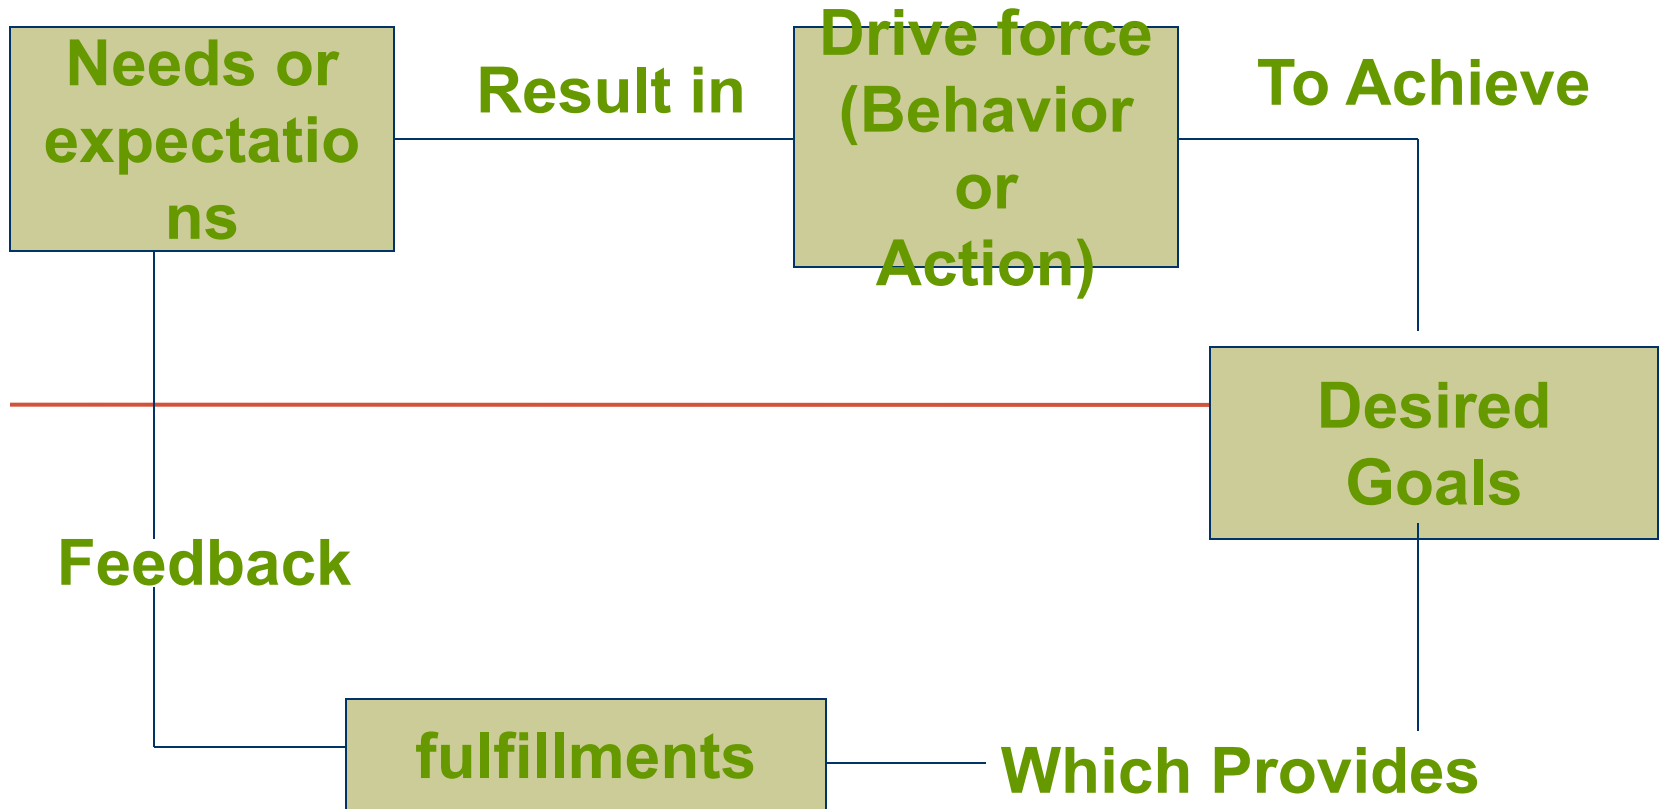 Needs or
expectatio
ns
Result in
Drive force
(Behavior
or
Action)
To Achieve
Desired
Goals
Feedback
fulfillments
Which Provides